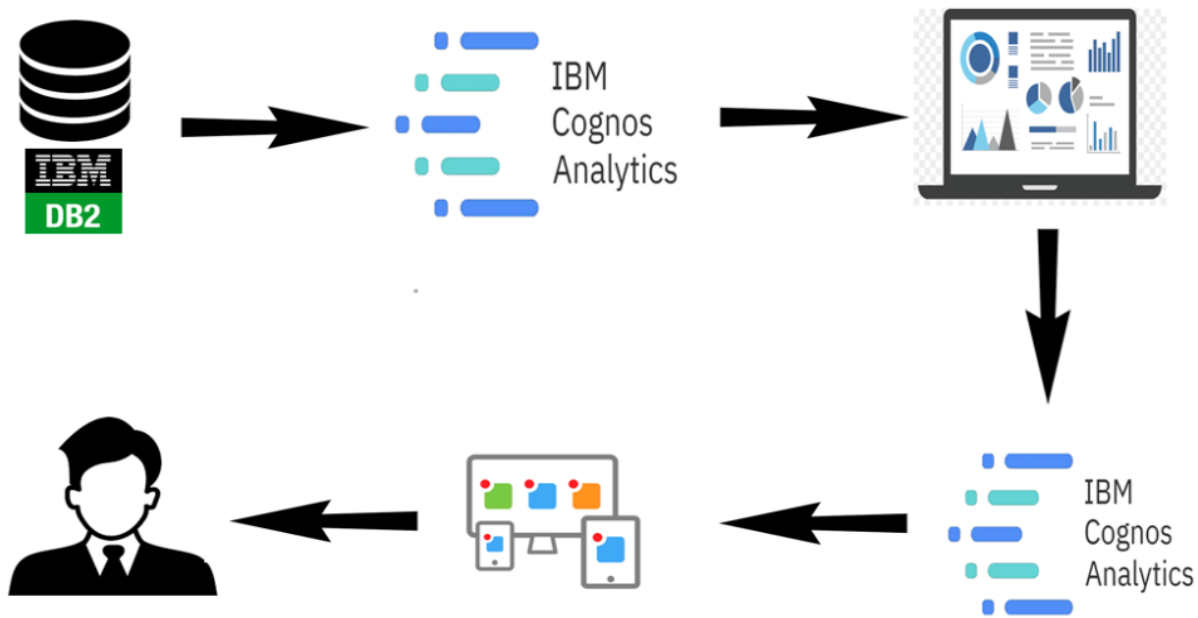 IBM
DB2
IBM
Cognos
Analytics
IBM
Cognos
Analytics